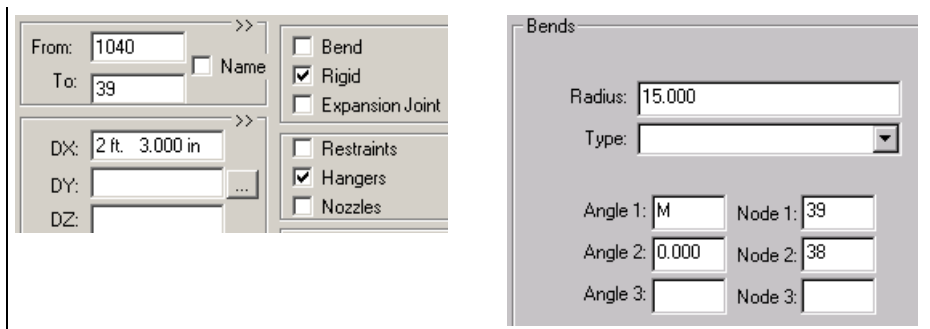 >>
From: 1040
To: 39
Name
>>
DX: 2 ft. 3.000 in
DY:
...
DZ:
Bend
Rigid
Expansion Joint
Restraints
Hangers
Nozzles
Bends
Radius: 15.000
Type:
Angle 1: M Node 1: 39
Angle 2: 0.000 Node 2: 38
Angle 3: Node 3: